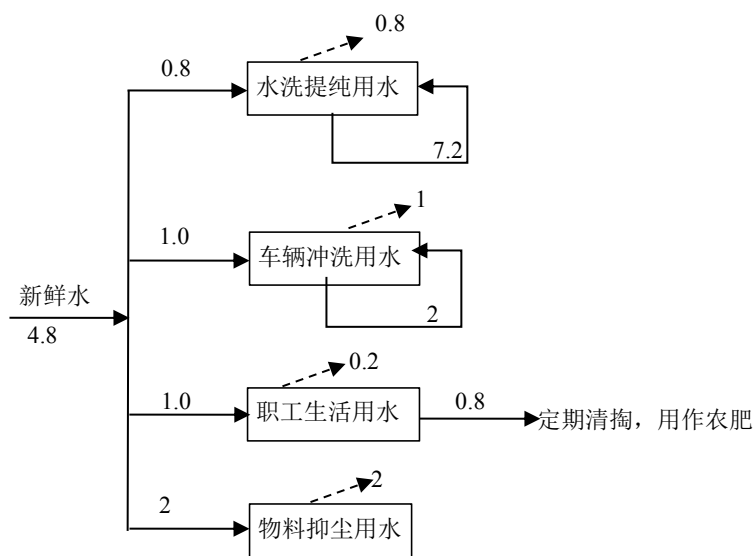 0.8
0.8
水洗提纯用水
7.2
1
1.0
车辆冲洗用水
2
新鲜水
4.8
0.2
1.0
职工生活用水
0.8
定期清掏，用作农肥
2
2
物料抑尘用水